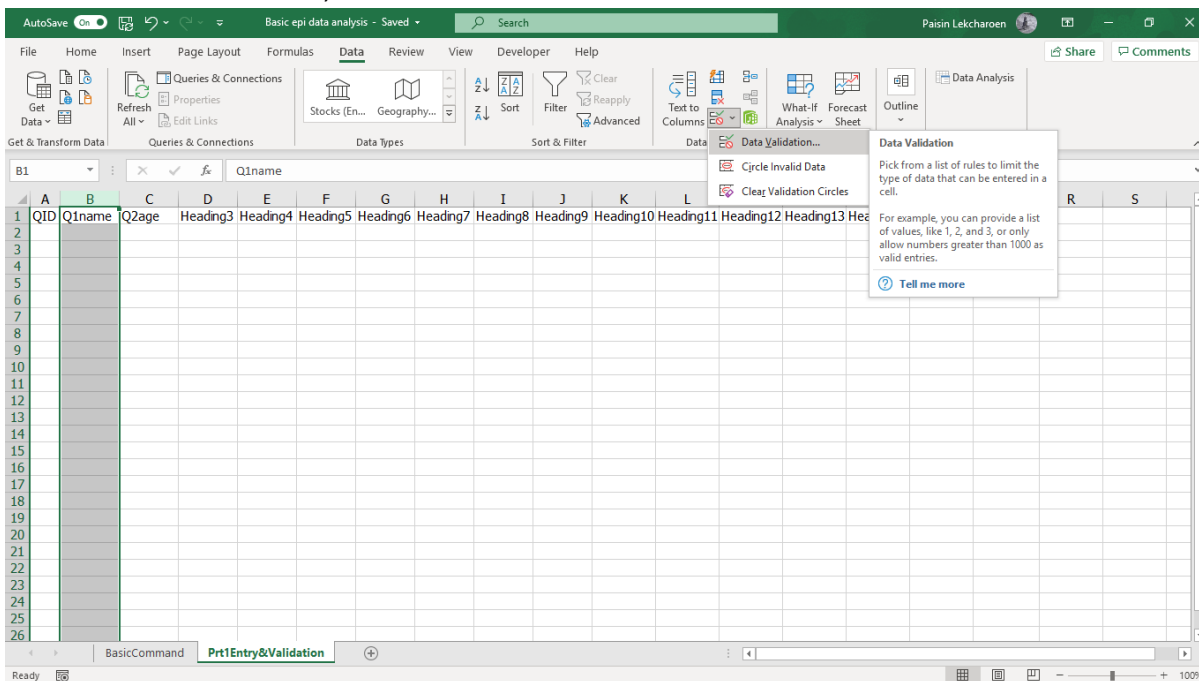 AutoSave On Basic epi data analysis - Saved Search Paisin Lekcharoen
File Home Insert Page Layout Formulas Data Review View Developer Help Share Comments
Get Data
Refresh All
Queries & Connections
Properties
Edit Links
Stocks (En... Geography...
Sort
Filter
Clear
Reapply
Advanced
Text to Columns
What-If Analysis
Forecast Sheet
Outline
Data Analysis
Get & Transform Data Queries & Connections Data Types Sort & Filter Data
Data Validation...
Circle Invalid Data
Clear Validation Circles
Data Validation
Pick from a list of rules to limit the
type of data that can be entered in a
cell.
For example, you can provide a list
of values, like 1, 2, and 3, or only
allow numbers greater than 1000 as
valid entries.
Tell me more
B1 fx Q1name
A B C D E F G H I J K L R S
1 QID Q1name Q2age Heading3 Heading4 Heading5 Heading6 Heading7 Heading8 Heading9 Heading10 Heading11 Heading12 Heading13 Hea
2
3
4
5
6
7
8
9
10
11
12
13
14
15
16
17
18
19
20
21
22
23
24
25
26
BasicCommand Prt1Entry&Validation
Ready 100%